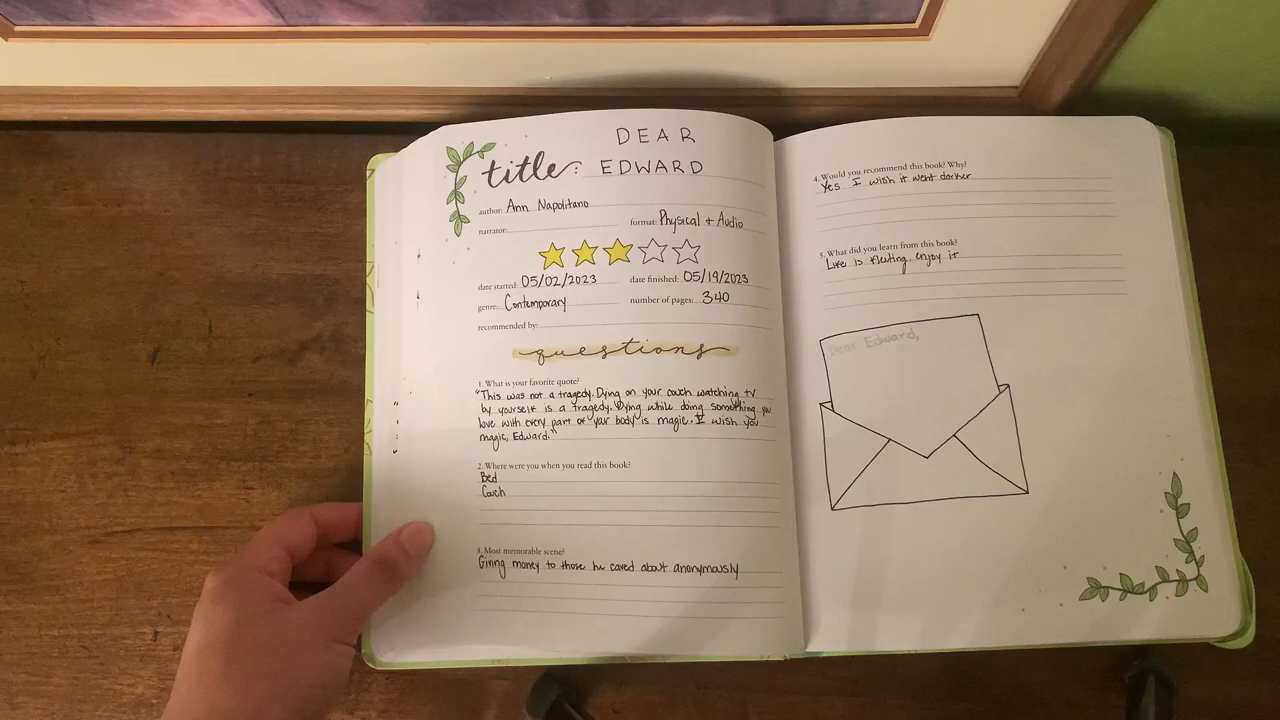 DEAR
title: EDWARD
author: Ann Napolitano
narrator: format: Physical + Audio
date started: 05/02/2023 date finished: 05/19/2023
genre: Contemporary number of pages: 340
recommended by:
questions
1. What is your favorite quote?
"This was not a tragedy. Dying on your couch watching tv
by yourself is a tragedy. Dying while doing something you
love with every part of your body is magic. I wish you
magic, Edward."
2. Where were you when you read this book?
Bed
Couch
3. Most memorable scene?
Giving money to those he cared about anonymously
4. Would you recommend this book? Why?
Yes I wish it went darker
5. What did you learn from this book?
Life is fleeting. enjoy it
Dear Edward,